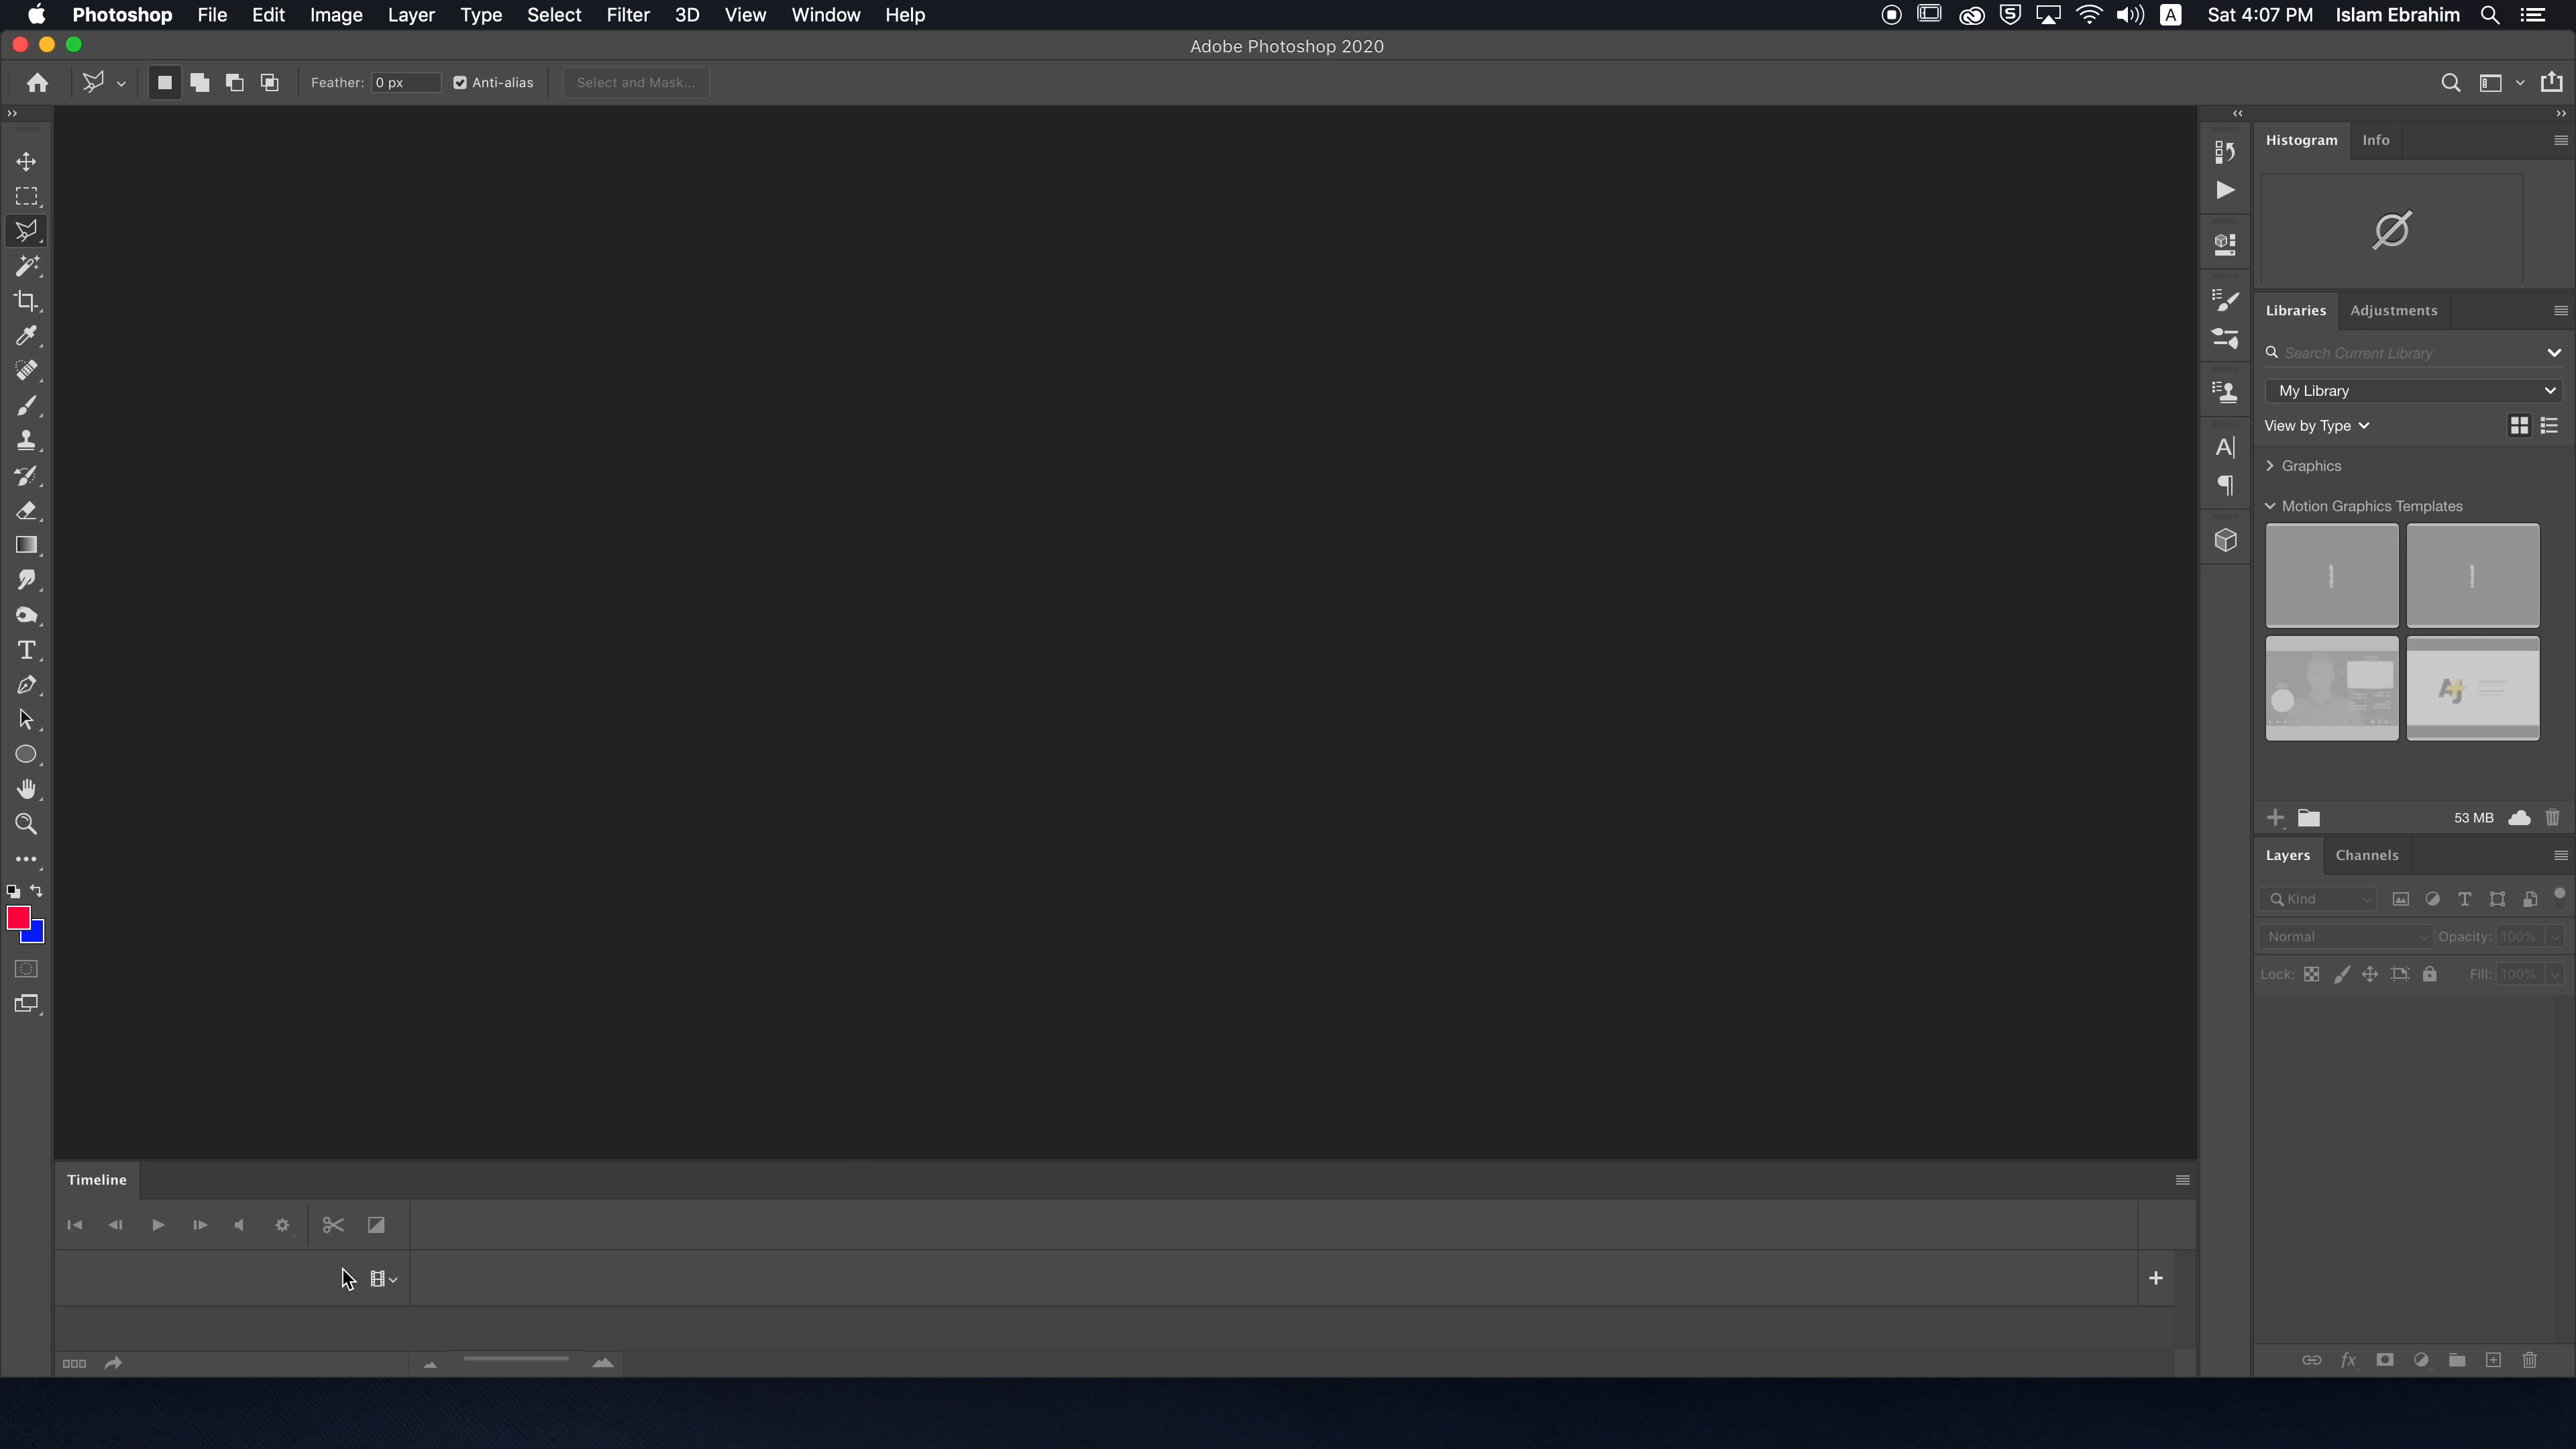 Photoshop File Edit Image Layer Type Select Filter 3D View Window Help A Sat 4:07 PM Islam Ebrahim
Adobe Photoshop 2020
Feather: 0 px Anti-alias Select and Mask...
Histogram Info
Libraries Adjustments
Search Current Library
My Library
View by Type
Graphics
Motion Graphics Templates
53 MB
Layers Channels
Kind
Normal Opacity: 100%
Lock: Fill: 100%
fx
Timeline